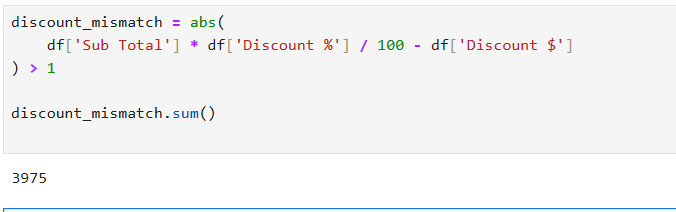 discount_mismatch = abs(
    df['Sub Total'] * df['Discount %'] / 100 - df['Discount $']
) > 1
discount_mismatch.sum()
3975